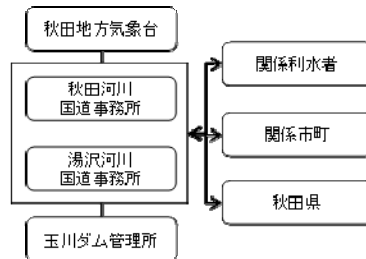 秋田地方気象台
秋田河川
国道事務所
湯沢河川
国道事務所
玉川ダム管理所
関係利水者
関係市町
秋田県